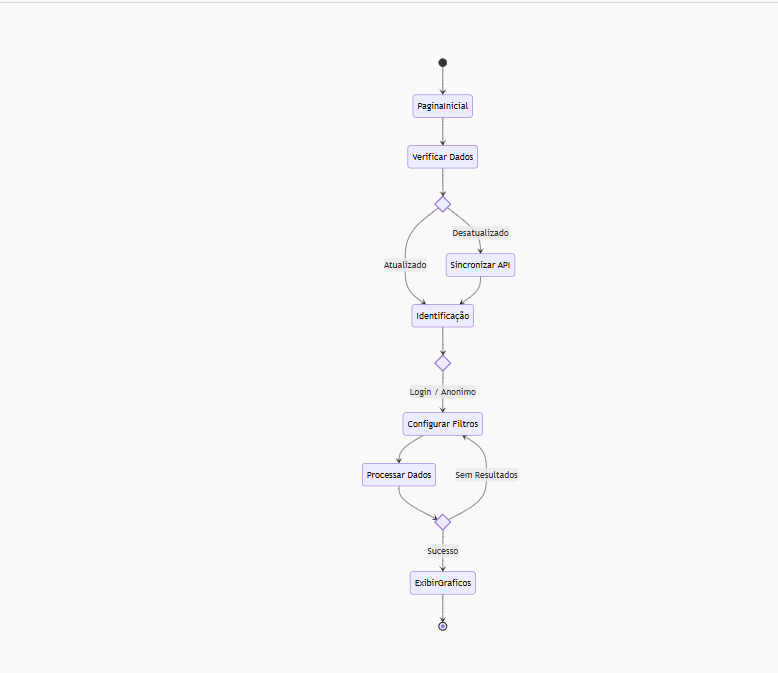 PaginaInicial
Verificar Dados
Desatualizado
Atualizado
Sincronizar API
Identificação
Login / Anonimo
Configurar Filtros
Processar Dados
Sem Resultados
Sucesso
ExibirGraficos